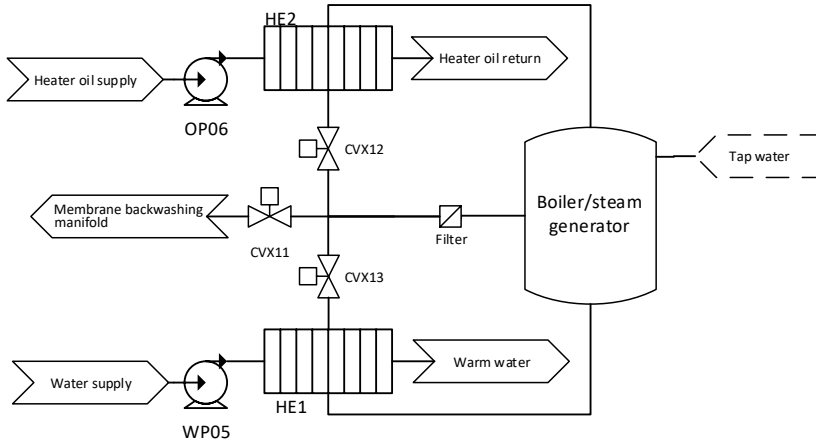 HE2
Heater oil supply
Heater oil return
OP06
CVX12
Tap water
Boiler/steam
generator
Membrane backwashing
manifold
CVX11
Filter
CVX13
Water supply
Warm water
HE1
WP05